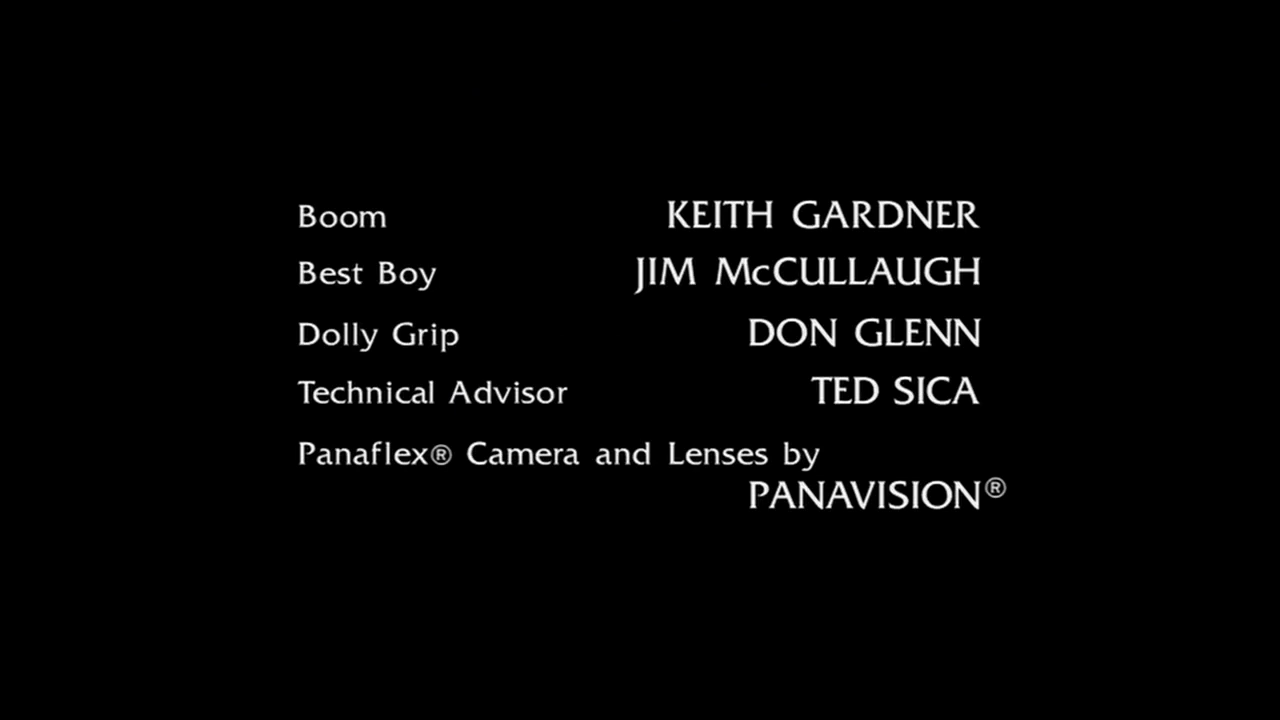 Boom KEITH GARDNER
Best Boy JIM McCULLAUGH
Dolly Grip DON GLENN
Technical Advisor TED SICA
Panaflex® Camera and Lenses by
PANAVISION®